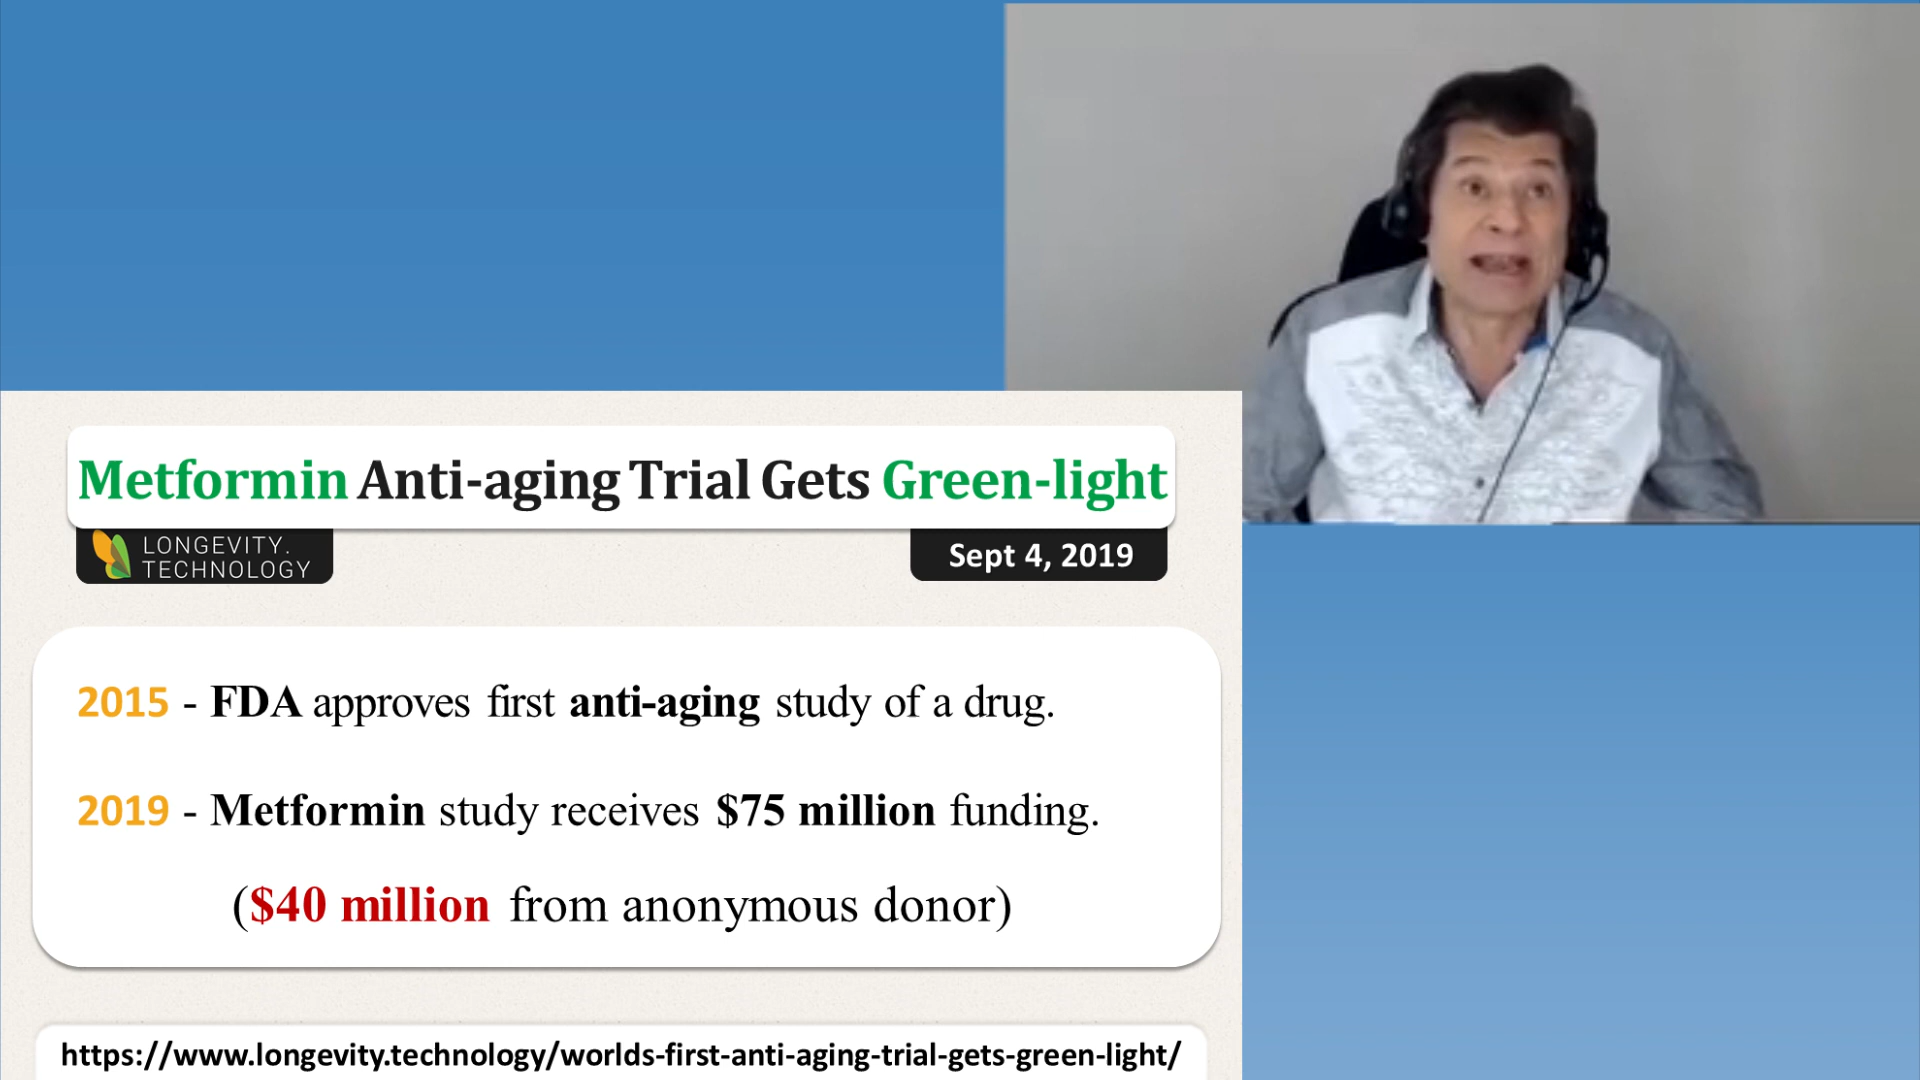 Metformin Anti-aging Trial Gets Green-light
LONGEVITY.
TECHNOLOGY
Sept 4, 2019
2015 - FDA approves first anti-aging study of a drug.
2019 - Metformin study receives $75 million funding.
($40 million from anonymous donor)
https://www.longevity.technology/worlds-first-anti-aging-trial-gets-green-light/